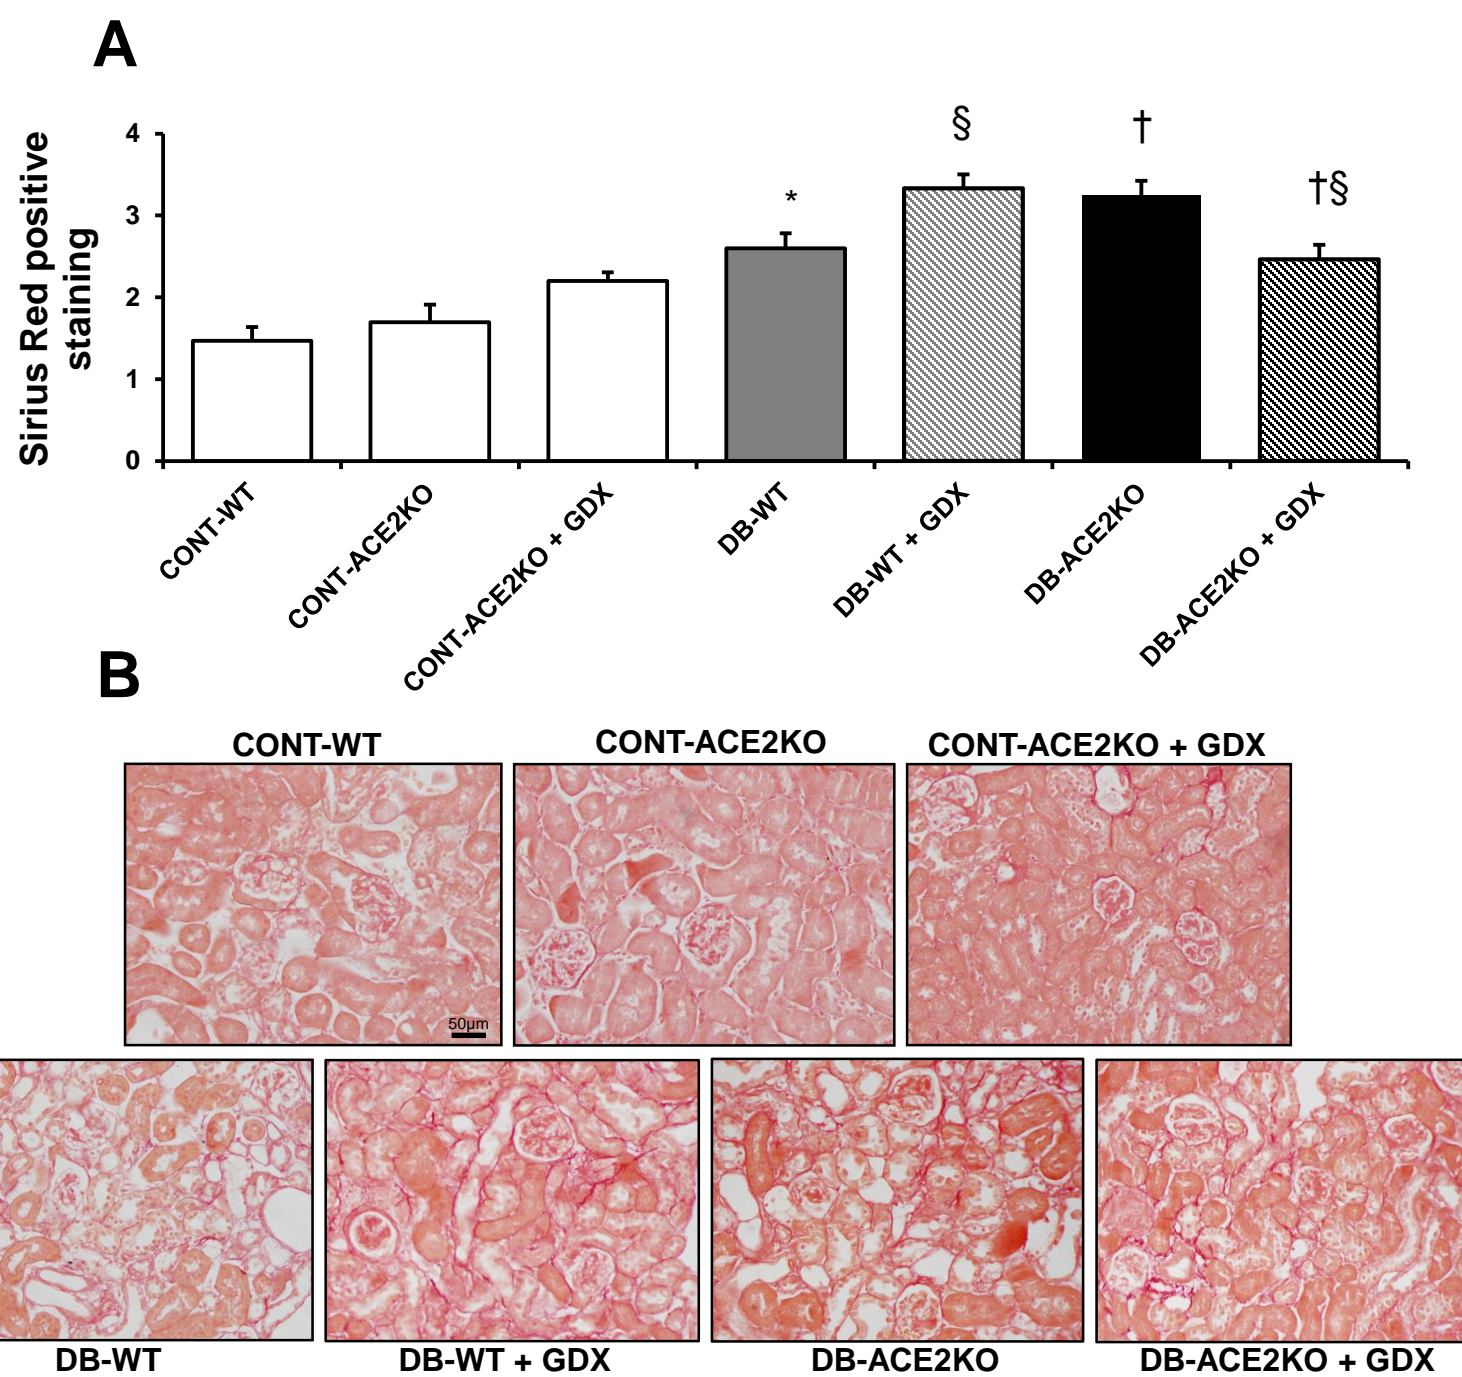 A
Sirius Red positive
staining
4
3
2
1
0
*
§
†
†§
CONT-WT
CONT-ACE2KO
CONT-ACE2KO + GDX
DB-WT
DB-WT + GDX
DB-ACE2KO
DB-ACE2KO + GDX
B
CONT-WT
CONT-ACE2KO
CONT-ACE2KO + GDX
50µm
DB-WT
DB-WT + GDX
DB-ACE2KO
DB-ACE2KO + GDX